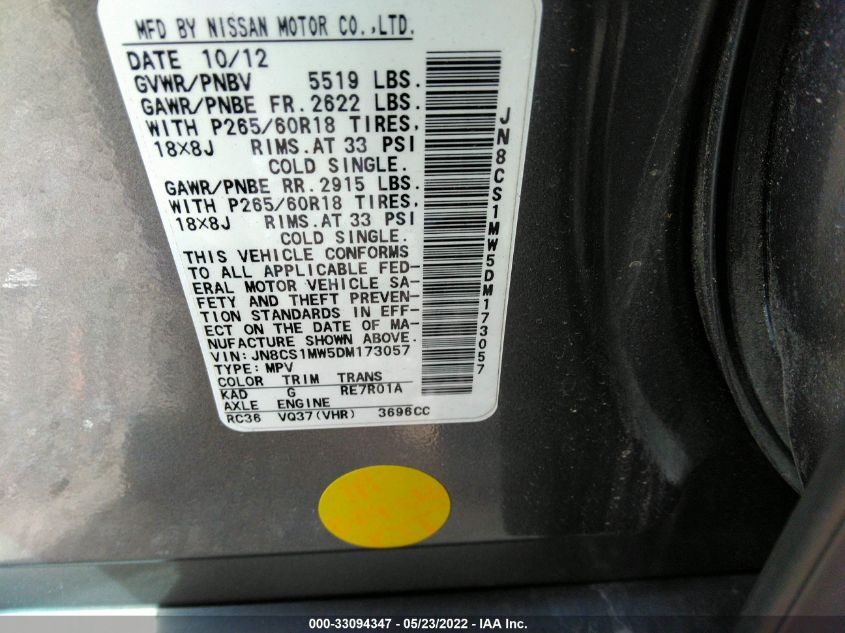 MFD BY NISSAN MOTOR CO.,LTD.
DATE 10/12
GVWR/PNBV 5519 LBS.
GAWR/PNBE FR. 2622 LBS.
WITH P265/60R18 TIRES,
18X8J RIMS.AT 33 PSI
COLD SINGLE.
GAWR/PNBE RR. 2915 LBS.
WITH P265/60R18 TIRES,
18X8J RIMS.AT 33 PSI
COLD SINGLE.
THIS VEHICLE CONFORMS
TO ALL APPLICABLE FED-
ERAL MOTOR VEHICLE SA-
FETY AND THEFT PREVEN-
TION STANDARDS IN EFF-
ECT ON THE DATE OF MA-
NUFACTURE SHOWN ABOVE.
VIN: JN8CS1MW5DM173057
TYPE: MPV
COLOR TRIM TRANS
KAD G RE7R01A
AXLE ENGINE
RC36 VQ37(VHR) 3696CC
JN8CS1MW5DM173057
000-33094347 - 05/23/2022 - IAA Inc.